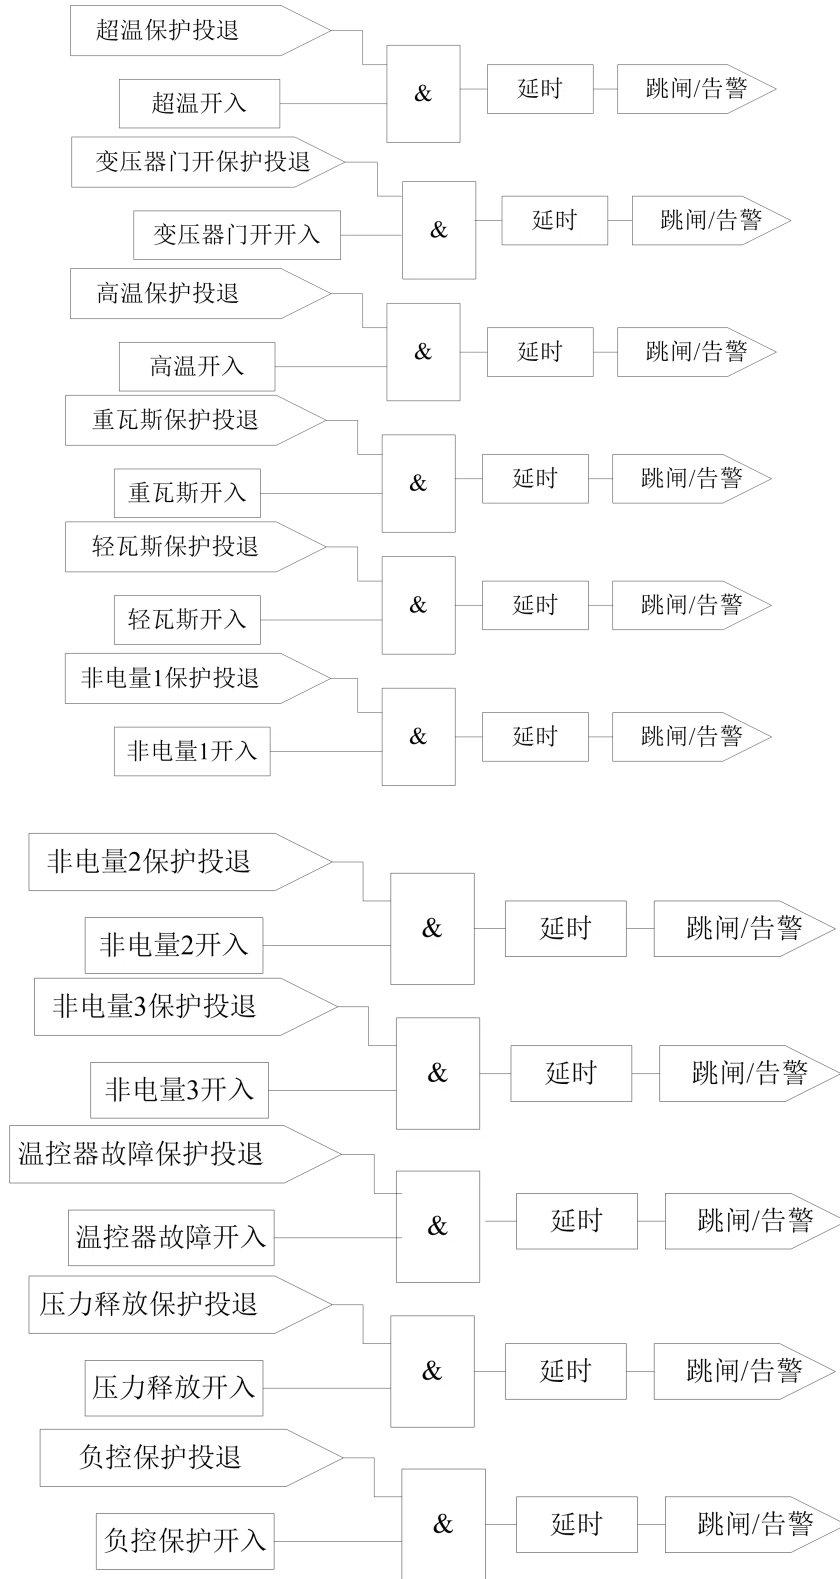 超温保护投退
超温开入
&
延时
跳闸/告警
变压器门开保护投退
变压器门开开入
&
延时
跳闸/告警
高温保护投退
高温开入
&
延时
跳闸/告警
重瓦斯保护投退
重瓦斯开入
&
延时
跳闸/告警
轻瓦斯保护投退
轻瓦斯开入
&
延时
跳闸/告警
非电量1保护投退
非电量1开入
&
延时
跳闸/告警
非电量2保护投退
非电量2开入
&
延时
跳闸/告警
非电量3保护投退
非电量3开入
&
延时
跳闸/告警
温控器故障保护投退
温控器故障开入
&
延时
跳闸/告警
压力释放保护投退
压力释放开入
&
延时
跳闸/告警
负控保护投退
负控保护开入
&
延时
跳闸/告警